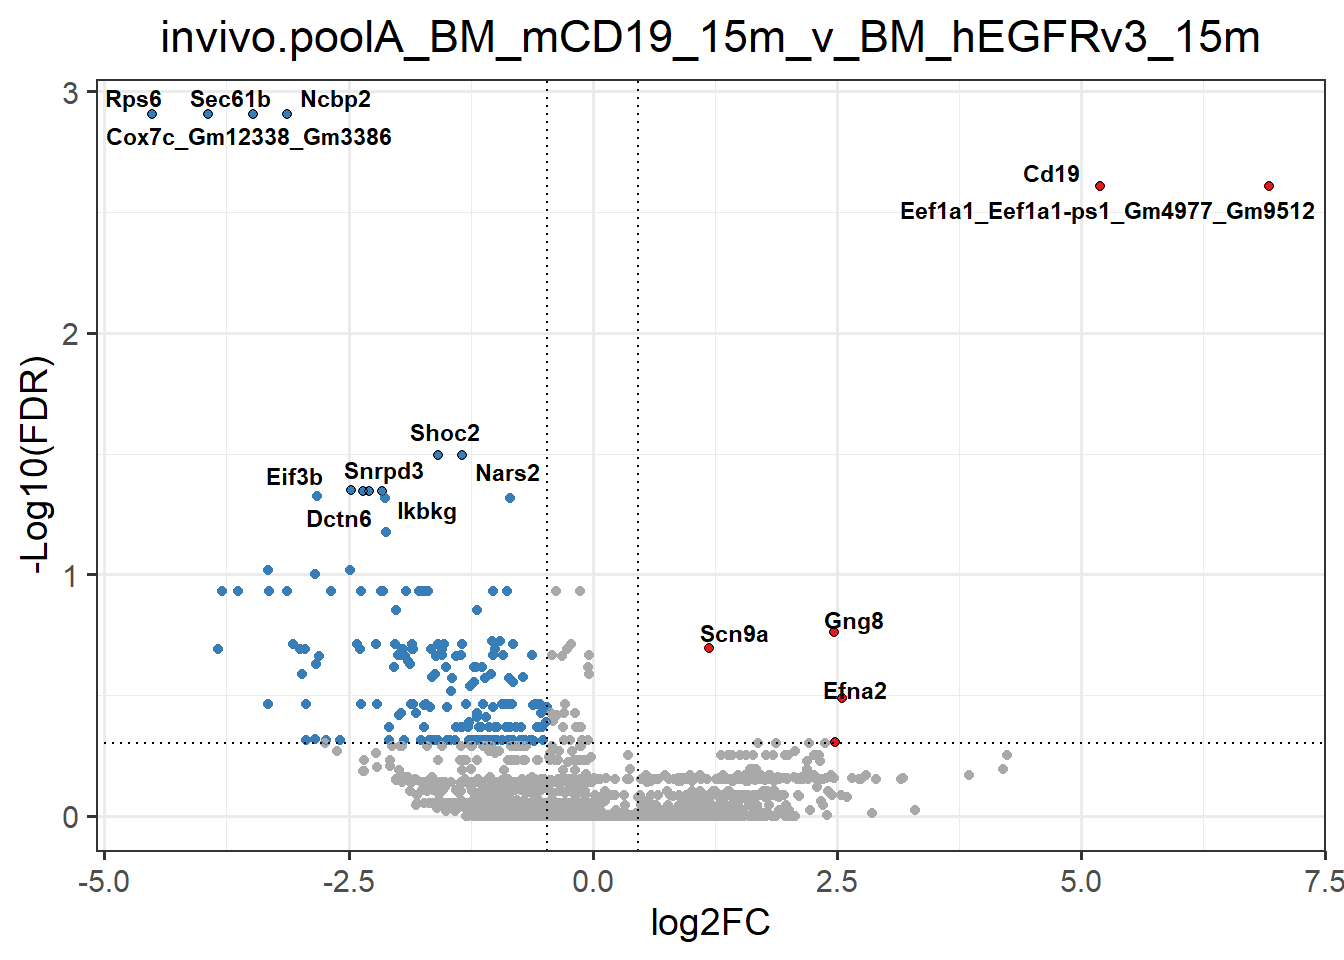 invivo.poolA_BM_mCD19_15m_v_BM_hEGFRv3_15m
3
Rps6 Sec61b Ncbp2
Cox7c_Gm12338_Gm3386
Cd19
Eef1a1_Eef1a1-ps1_Gm4977_Gm9512
2
-Log10(FDR)
Shoc2
Eif3b Snrpd3 Nars2
Dctn6 Ikbkg
1
Scn9a Gng8
Efna2
0
-5.0 -2.5 0.0 2.5 5.0 7.5
log2FC